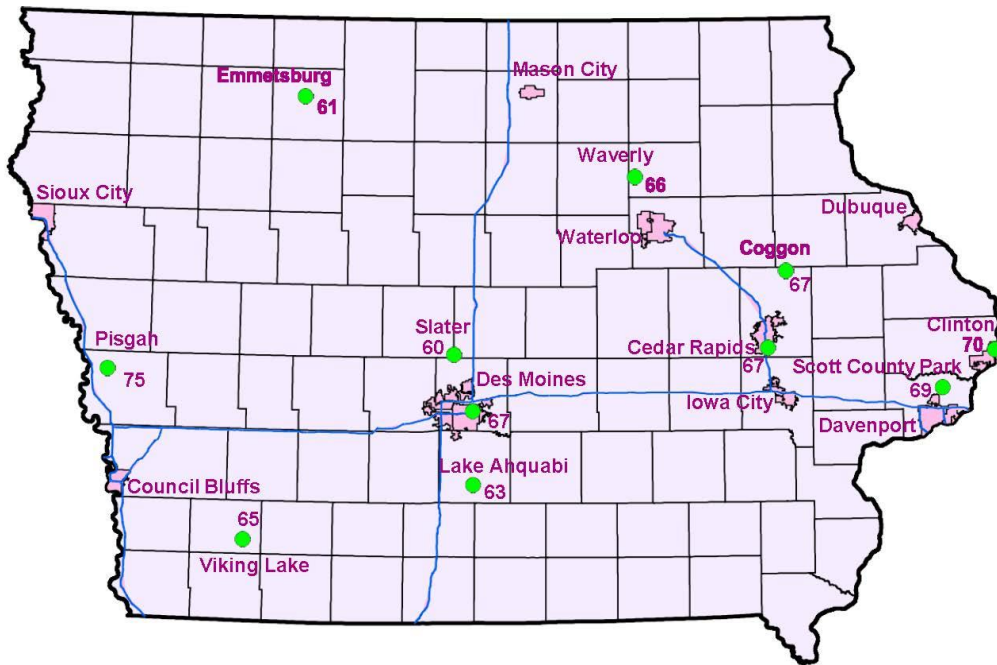 Emmetsburg
61
Mason City
Waverly
66
Sioux City
Dubuque
Waterloo
Coggon
67
Pisgah
75
Slater
60
Cedar Rapids
67
Clinton
70
Scott County Park
69
Des Moines
67
Iowa City
Davenport
Lake Ahquabi
63
Council Bluffs
65
Viking Lake